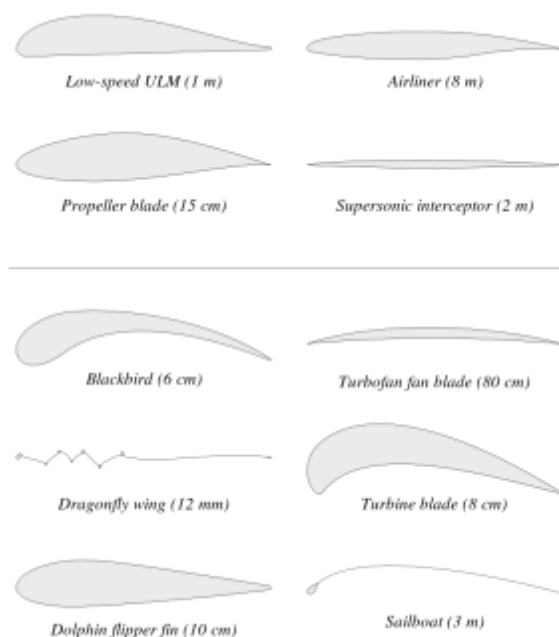 Low-speed ULM (1 m)
Airliner (8 m)
Propeller blade (15 cm)
Supersonic interceptor (2 m)
Blackbird (6 cm)
Turbofan fan blade (80 cm)
Dragonfly wing (12 mm)
Turbine blade (8 cm)
Dolphin flipper fin (10 cm)
Sailboat (3 m)